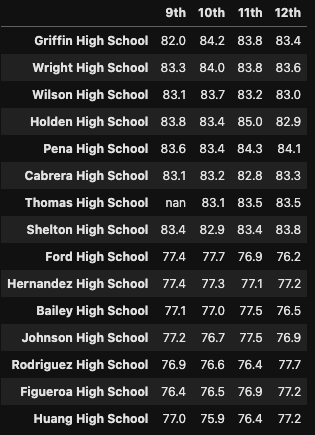 9th 10th 11th 12th
Griffin High School 82.0 84.2 83.8 83.4
Wright High School 83.3 84.0 83.8 83.6
Wilson High School 83.1 83.7 83.2 83.0
Holden High School 83.8 83.4 85.0 82.9
Pena High School 83.6 83.4 84.3 84.1
Cabrera High School 83.1 83.2 82.8 83.3
Thomas High School nan 83.1 83.5 83.5
Shelton High School 83.4 82.9 83.4 83.8
Ford High School 77.4 77.7 76.9 76.2
Hernandez High School 77.4 77.3 77.1 77.2
Bailey High School 77.1 77.0 77.5 76.5
Johnson High School 77.2 76.7 77.5 76.9
Rodriguez High School 76.9 76.6 76.4 77.7
Figueroa High School 76.4 76.5 76.9 77.2
Huang High School 77.0 75.9 76.4 77.2